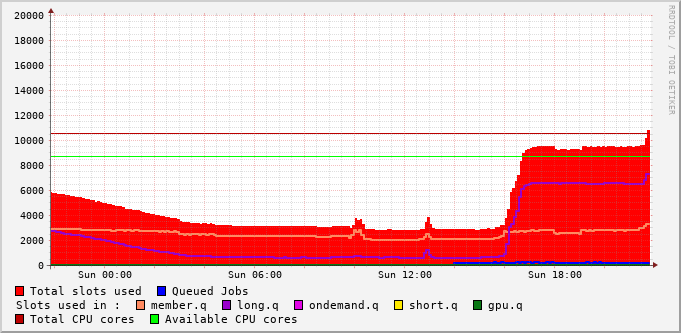 20000
18000
16000
14000
12000
10000
8000
6000
4000
2000
0
Sun 00:00 Sun 06:00 Sun 12:00 Sun 18:00
RRDTOOL / TOBI OETIKER
Total slots used Queued Jobs
Slots used in : member.q long.q ondemand.q short.q gpu.q
Total CPU cores Available CPU cores